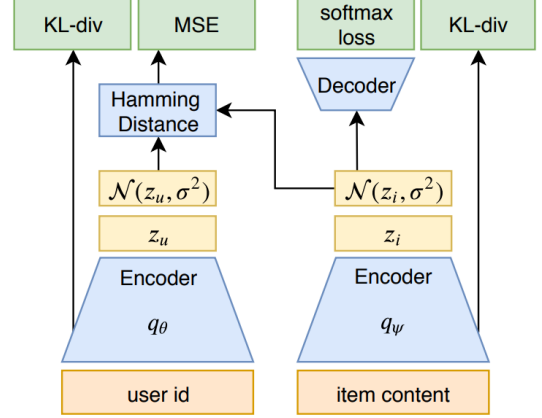 KL-div
MSE
softmax
loss
KL-div
Hamming
Distance
Decoder
𝒩(z_u, σ²)
𝒩(z_i, σ²)
z_u
z_i
Encoder
q_θ
Encoder
q_ψ
user id
item content